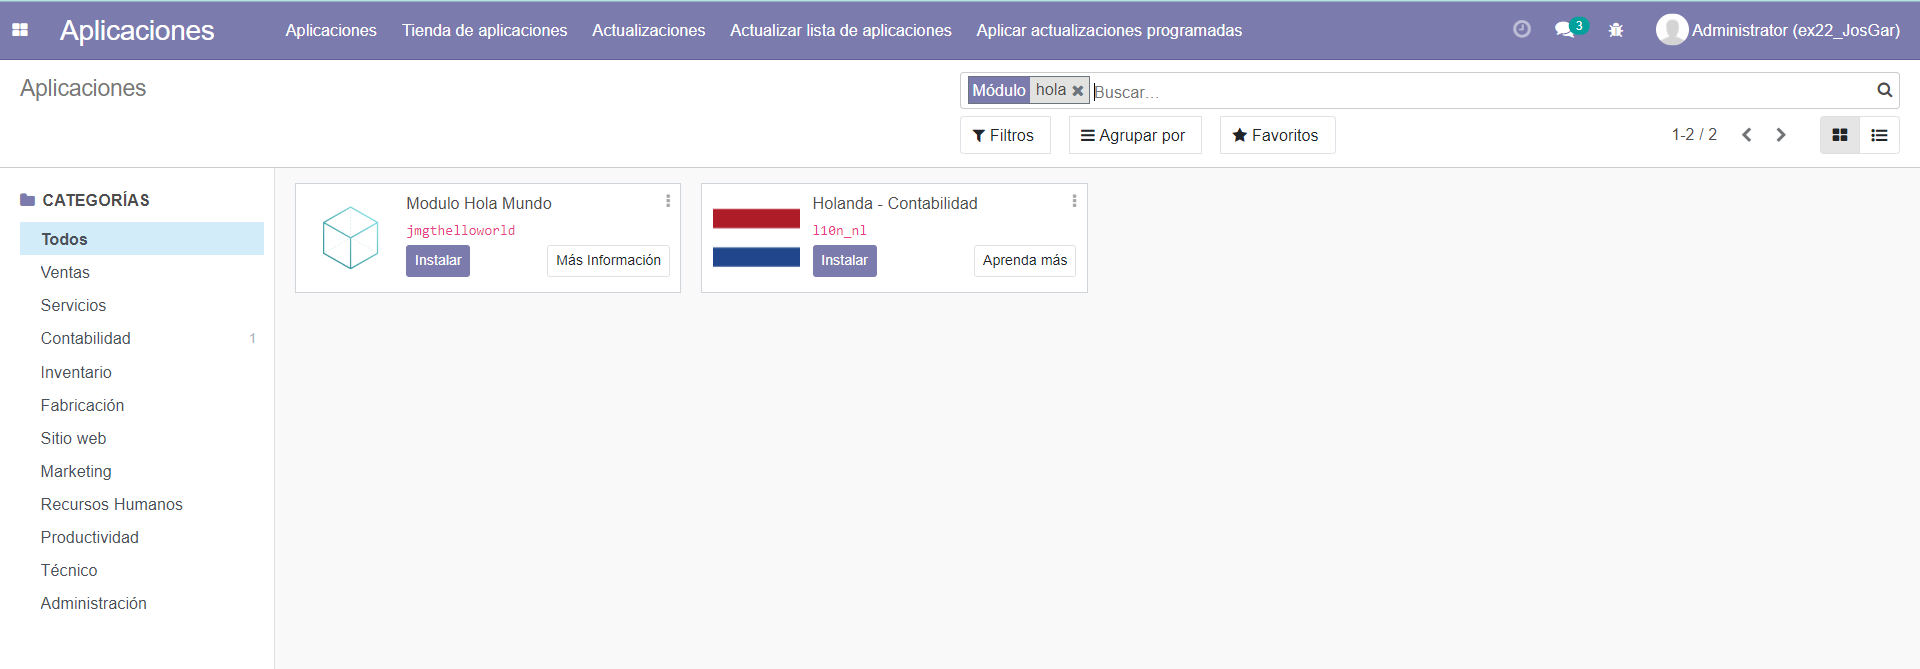 Aplicaciones Aplicaciones Tienda de aplicaciones Actualizaciones Actualizar lista de aplicaciones Aplicar actualizaciones programadas 3 Administrator (ex22_JosGar)
Aplicaciones
Módulo hola Buscar...
Filtros Agrupar por Favoritos 1-2 / 2
CATEGORÍAS
Todos
Ventas
Servicios
Contabilidad 1
Inventario
Fabricación
Sitio web
Marketing
Recursos Humanos
Productividad
Técnico
Administración
Modulo Hola Mundo
jmgthelloworld
Instalar Más Información
Holanda - Contabilidad
l10n_nl
Instalar Aprenda más